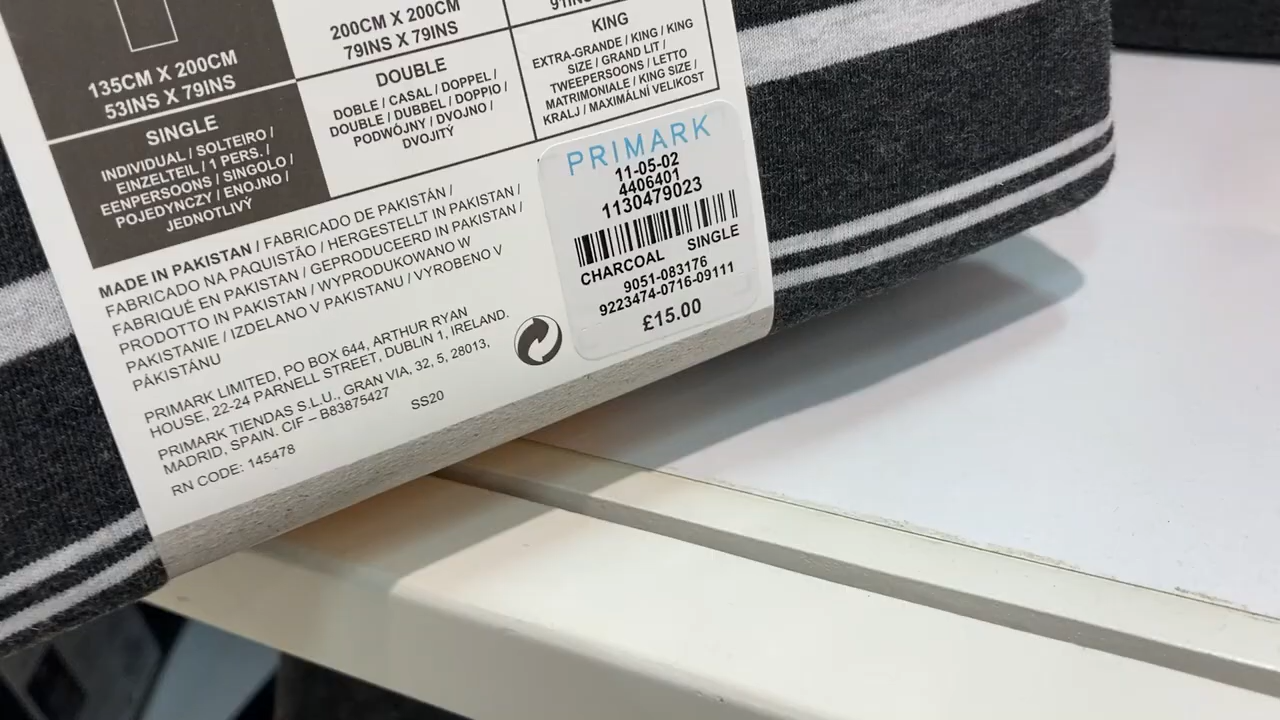 135CM X 200CM
53INS X 79INS
SINGLE
INDIVIDUAL / SOLTEIRO /
EINZELTEIL / 1 PERS. /
EENPERSOONS / SINGOLO /
POJEDYNCZY / ENOJNO /
JEDNOTLIVÝ
200CM X 200CM
79INS X 79INS
DOUBLE
DOBLE / CASAL / DOPPEL /
DOUBLE / DUBBEL / DOPPIO /
PODWÓJNY / DVOJNO /
DVOJITÝ
KING
EXTRA-GRANDE / KING / KING
SIZE / GRAND LIT /
TWEEPERSOONS / LETTO
MATRIMONIALE / KING SIZE /
KRALJ / MAXIMÁLNÍ VELIKOST
MADE IN PAKISTAN / FABRICADO DE PAKISTÁN /
FABRICADO NA PAQUISTÃO / HERGESTELLT IN PAKISTAN /
FABRIQUÉ EN PAKISTAN / GEPRODUCEERD IN PAKISTAN /
PRODOTTO IN PAKISTAN / WYPRODUKOWANO W
PAKISTANIE / IZDELANO V PAKISTANU / VYROBENO V
PÁKISTÁNU
PRIMARK LIMITED, PO BOX 644, ARTHUR RYAN
HOUSE, 22-24 PARNELL STREET, DUBLIN 1, IRELAND.
PRIMARK TIENDAS S.L.U., GRAN VIA, 32, 5, 28013,
MADRID, SPAIN. CIF – B83875427
SS20
RN CODE: 145478
PRIMARK
11-05-02
4406401
1130479023
CHARCOAL SINGLE
9051-083176
9223474-0716-09111
£15.00